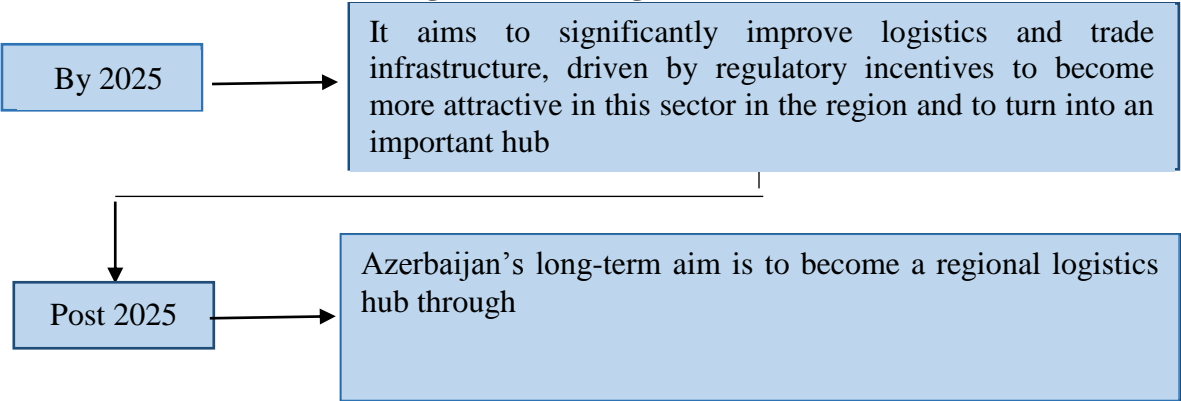 By 2025
It aims to significantly improve logistics and trade
infrastructure, driven by regulatory incentives to become
more attractive in this sector in the region and to turn into an
important hub
Post 2025
Azerbaijan’s long-term aim is to become a regional logistics
hub through